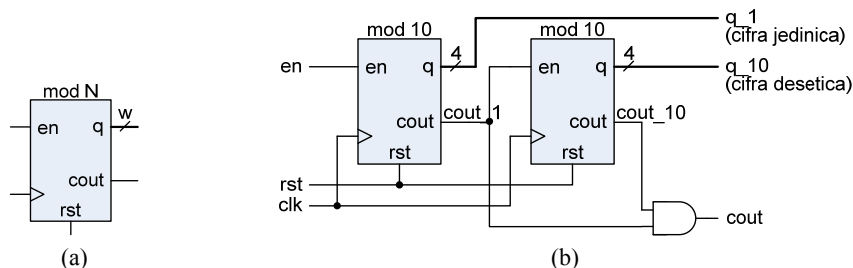 mod N
en
q
w
cout
rst
(a)
mod 10
mod 10
en
en
q
4
cout
cout_1
rst
en
q
4
cout
cout_10
rst
q_1
(cifra jedinica)
q_10
(cifra desetica)
rst
clk
cout
(b)